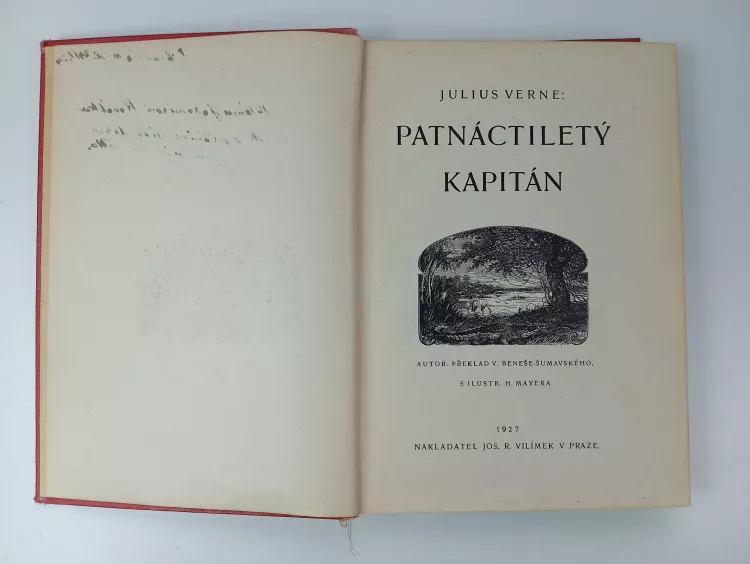 JULIUS VERNE:
PATNÁCTILETÝ
KAPITÁN
AUTOR. PŘEKLAD V. BENEŠE-ŠUMAVSKÉHO.
S ILUSTR. H. MAYERA
1927
NAKLADATEL JOS. R. VILÍMEK V PRAZE.